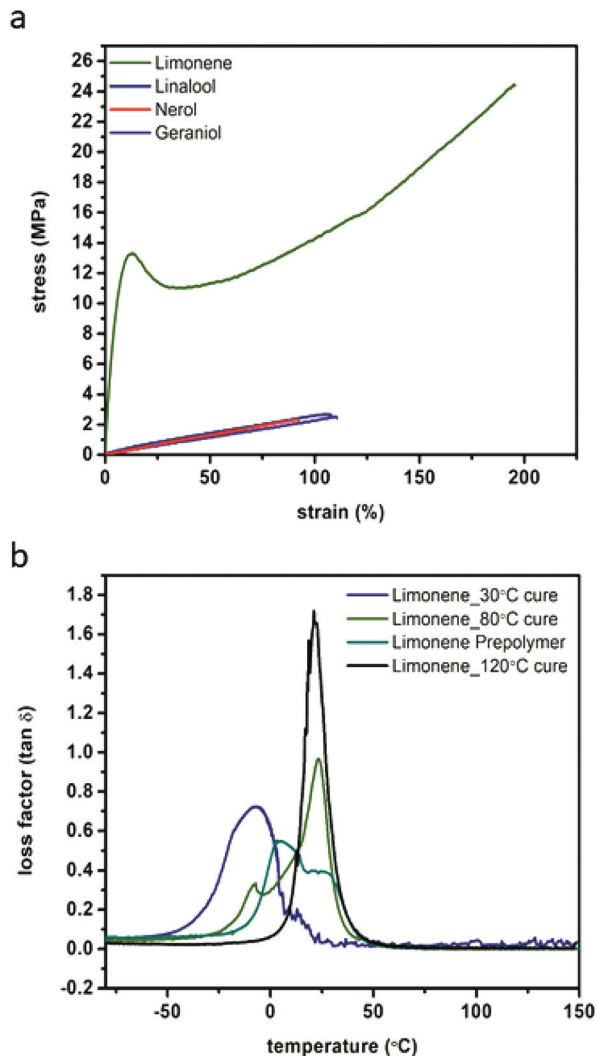 a
Limonene
Linalool
Nerol
Geraniol
26
24
22
20
18
16
14
12
10
8
6
4
2
0
stress (MPa)
0 50 100 150 200
strain (%)
b
Limonene_30°C cure
Limonene_80°C cure
Limonene Prepolymer
Limonene_120°C cure
1.8
1.6
1.4
1.2
1.0
0.8
0.6
0.4
0.2
0.0
-0.2
loss factor (tan δ)
-50 0 50 100 150
temperature (°C)